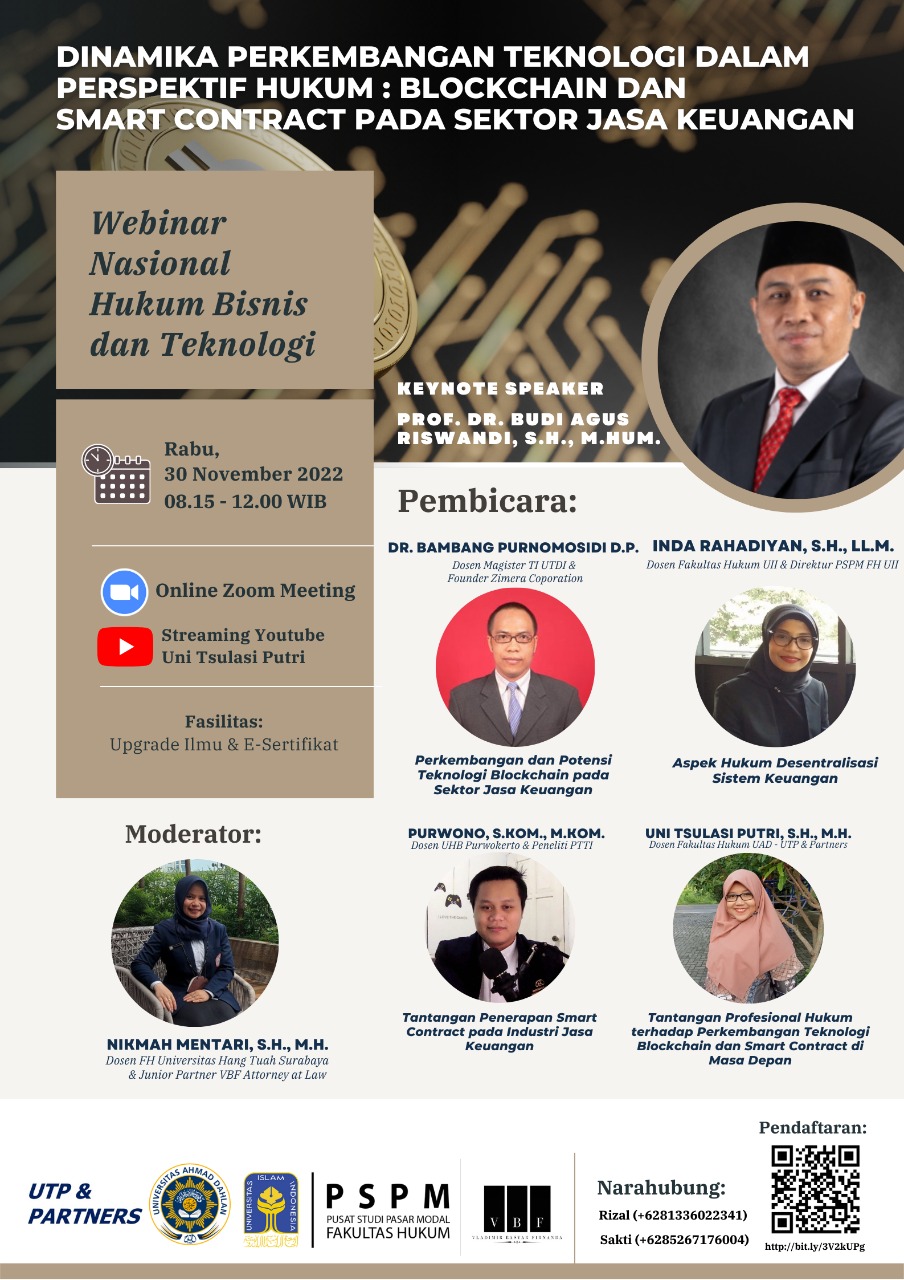 DINAMIKA PERKEMBANGAN TEKNOLOGI DALAM
PERSPEKTIF HUKUM : BLOCKCHAIN DAN
SMART CONTRACT PADA SEKTOR JASA KEUANGAN
Webinar
Nasional
Hukum Bisnis
dan Teknologi
KEYNOTE SPEAKER
PROF. DR. BUDI AGUS
RISWANDI, S.H., M.HUM.
Rabu,
30 November 2022
08.15 - 12.00 WIB
Online Zoom Meeting
Streaming Youtube
Uni Tsulasi Putri
Fasilitas:
Upgrade Ilmu & E-Sertifikat
Pembicara:
DR. BAMBANG PURNOMOSIDI D.P.
Dosen Magister TI UTDI &
Founder Zimera Coporation
Perkembangan dan Potensi
Teknologi Blockchain pada
Sektor Jasa Keuangan
INDA RAHADIYAN, S.H., LL.M.
Dosen Fakultas Hukum UII & Direktur PSPM FH UII
Aspek Hukum Desentralisasi
Sistem Keuangan
PURWONO, S.KOM., M.KOM.
Dosen UHB Purwokerto & Peneliti PTTI
Tantangan Penerapan Smart
Contract pada Industri Jasa
Keuangan
UNI TSULASI PUTRI, S.H., M.H.
Dosen Fakultas Hukum UAD - UTP & Partners
Tantangan Profesional Hukum
terhadap Perkembangan Teknologi
Blockchain dan Smart Contract di
Masa Depan
Moderator:
NIKMAH MENTARI, S.H., M.H.
Dosen FH Universitas Hang Tuah Surabaya
& Junior Partner VBF Attorney at Law
UTP &
PARTNERS
UNIVERSITAS AHMAD DAHLAN
UNIVERSITAS ISLAM INDONESIA
PSPM
PUSAT STUDI PASAR MODAL
FAKULTAS HUKUM
V B F
Narahubung:
Rizal (+6281336022341)
Sakti (+6285267176004)
Pendaftaran:
http://bit.ly/3V2kUPg